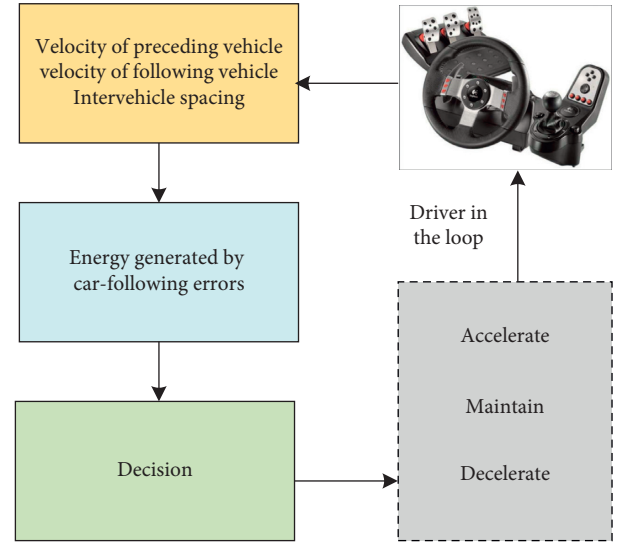 Velocity of preceding vehicle
velocity of following vehicle
Intervehicle spacing
Energy generated by
car-following errors
Decision
Driver in
the loop
Accelerate
Maintain
Decelerate